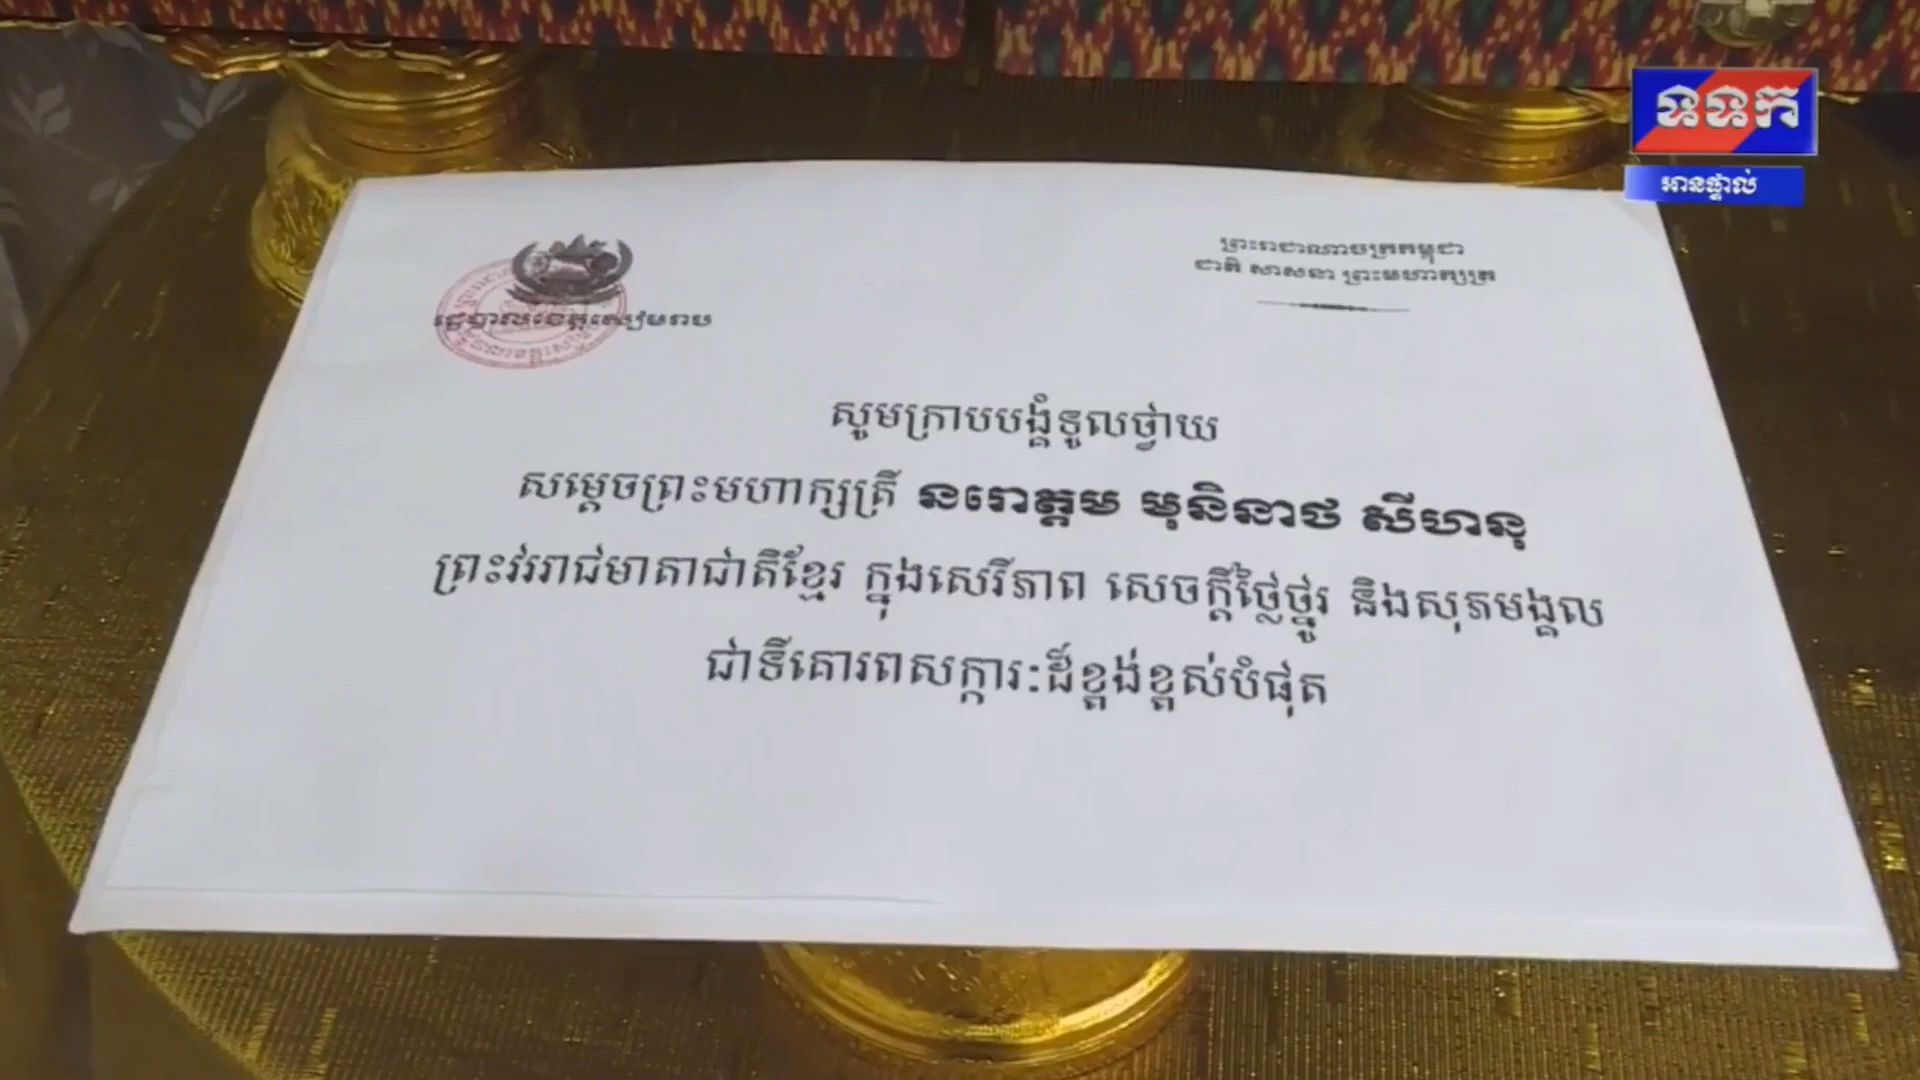 ទទក
អានផ្ទាល់
ព្រះរាជាណាចក្រកម្ពុជា
ជាតិ សាសនា ព្រះមហាក្សត្រ
រដ្ឋបាលខេត្តសៀមរាប
សូមក្រាបបង្គំទូលថ្វាយ
សម្តេចព្រះមហាក្សត្រី នរោត្តម មុនិនាថ សីហនុ
ព្រះវររាជមាតាជាតិខ្មែរ ក្នុងសេរីភាព សេចក្តីថ្លៃថ្នូរ និងសុភមង្គល
ជាទីគោរពសក្ការៈដ៏ខ្ពង់ខ្ពស់បំផុត